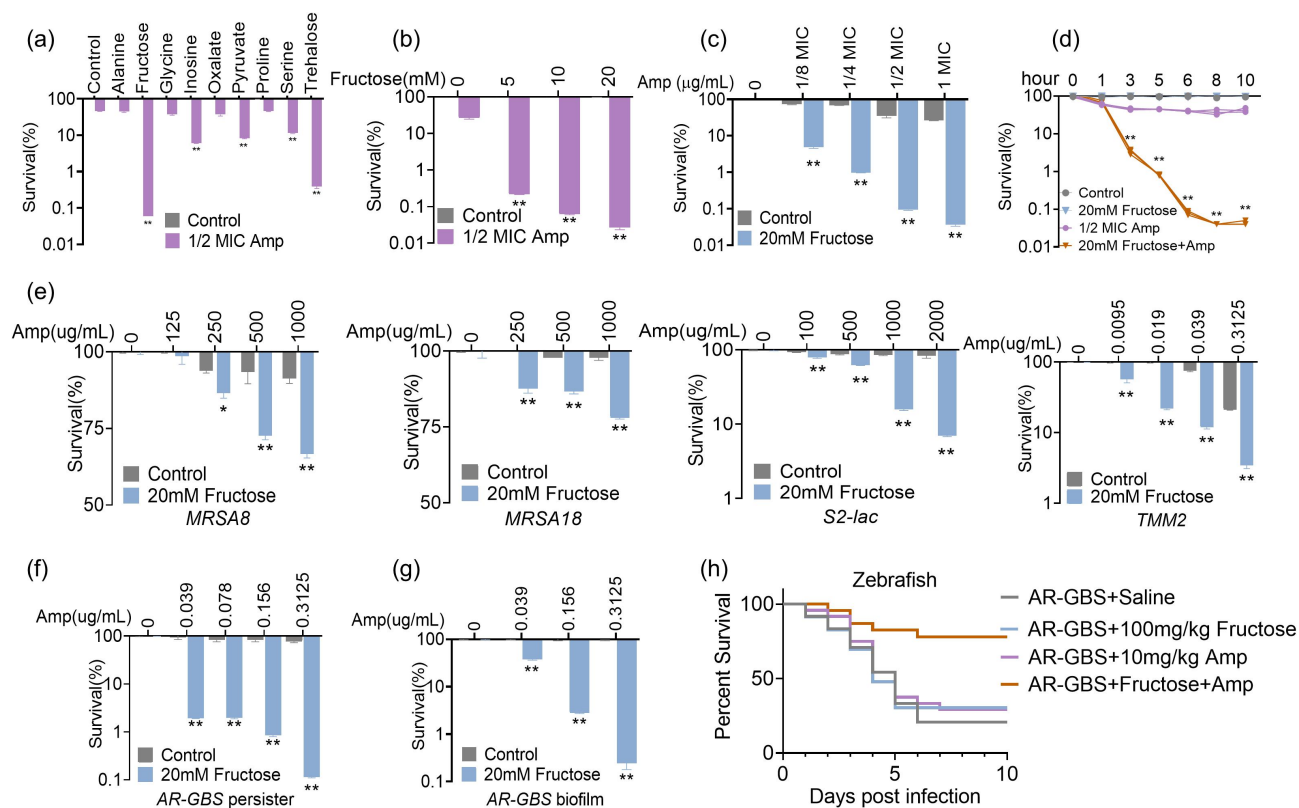 (a)
Control
Alanine
Fructose
Glycine
Inosine
Oxalate
Pyruvate
Proline
Serine
Trehalose
100
10
1
0.1
0.01
Survival(%)
**
**
**
**
**
Control
1/2 MIC Amp
(b)
Fructose(mM)
0
5
10
20
100
10
1
0.1
0.01
Survival(%)
**
**
**
Control
1/2 MIC Amp
(c)
Amp (μg/mL)
0
1/8 MIC
1/4 MIC
1/2 MIC
1 MIC
100
10
1
0.1
0.01
Survival(%)
**
**
**
**
Control
20mM Fructose
(d)
hour 0 1 3 5 6 8 10
100
10
1
0.1
0.01
Survival(%)
**
**
**
**
**
Control
20mM Fructose
1/2 MIC Amp
20mM Fructose+Amp
(e)
Amp(ug/mL)
0
125
250
500
1000
100
75
50
Survival(%)
*
**
**
Control
20mM Fructose
MRSA8
Amp(ug/mL)
0
250
500
1000
100
75
50
Survival(%)
**
**
**
Control
20mM Fructose
MRSA18
Amp(ug/mL)
0
100
500
1000
2000
100
10
1
Survival(%)
**
**
**
**
Control
20mM Fructose
S2-lac
Amp(ug/mL)
0
0.0095
0.019
0.039
0.3125
100
10
1
Survival(%)
**
**
**
**
Control
20mM Fructose
TMM2
(f)
Amp(ug/mL)
0
0.039
0.078
0.156
0.3125
100
10
1
0.1
Survival(%)
**
**
**
**
Control
20mM Fructose
AR-GBS persister
(g)
Amp(ug/mL)
0
0.039
0.156
0.3125
100
10
1
0.1
Survival(%)
**
**
**
Control
20mM Fructose
AR-GBS biofilm
(h)
Zebrafish
100
50
0
Percent Survival
0 5 10
Days post infection
AR-GBS+Saline
AR-GBS+100mg/kg Fructose
AR-GBS+10mg/kg Amp
AR-GBS+Fructose+Amp